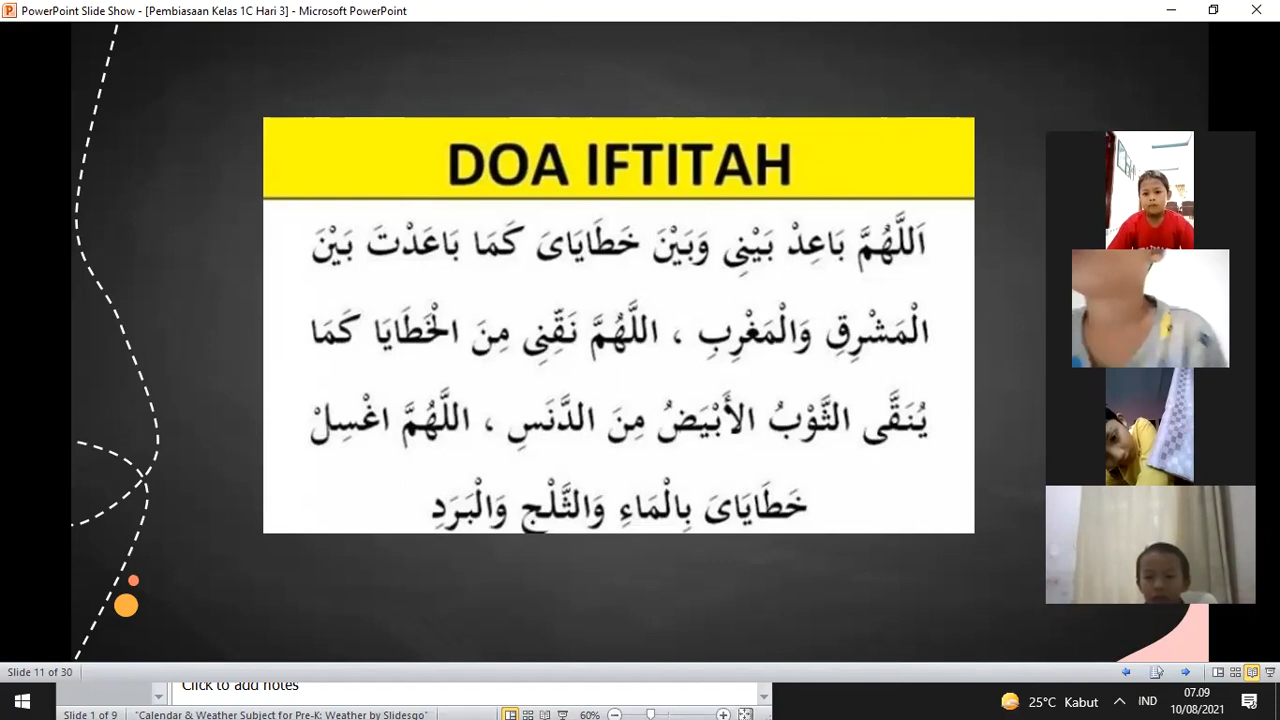 PowerPoint Slide Show - [Pembiasaan Kelas 1C Hari 3] - Microsoft PowerPoint
DOA IFTITAH
اَللَّهُمَّ بَاعِدْ بَيْنِى وَبَيْنَ خَطَايَاىَ كَمَا بَاعَدْتَ بَيْنَ
الْمَشْرِقِ وَالْمَغْرِبِ ، اللَّهُمَّ نَقِّنِى مِنَ الْخَطَايَا كَمَا
يُنَقَّى الثَّوْبُ الأَبْيَضُ مِنَ الدَّنَسِ ، اللَّهُمَّ اغْسِلْ
خَطَايَاىَ بِالْمَاءِ وَالثَّلْجِ وَالْبَرَدِ
Slide 11 of 30
Click to add notes
Slide 1 of 9
"Calendar & Weather Subject for Pre-K: Weather by Slidesgo"
60%
25°C Kabut
IND
07.09
10/08/2021